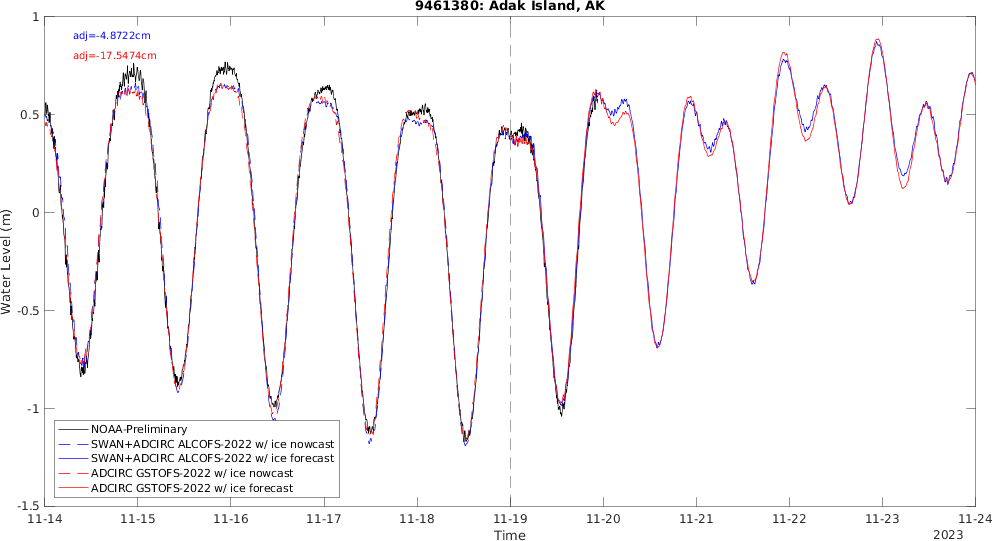 9461380: Adak Island, AK
adj=-4.8722cm
adj=-17.5474cm
Water Level (m)
1
0.5
0
-0.5
-1
-1.5
NOAA-Preliminary
SWAN+ADCIRC ALCOFS-2022 w/ ice nowcast
SWAN+ADCIRC ALCOFS-2022 w/ ice forecast
ADCIRC GSTOFS-2022 w/ ice nowcast
ADCIRC GSTOFS-2022 w/ ice forecast
11-14 11-15 11-16 11-17 11-18 11-19 11-20 11-21 11-22 11-23 11-24
Time
2023